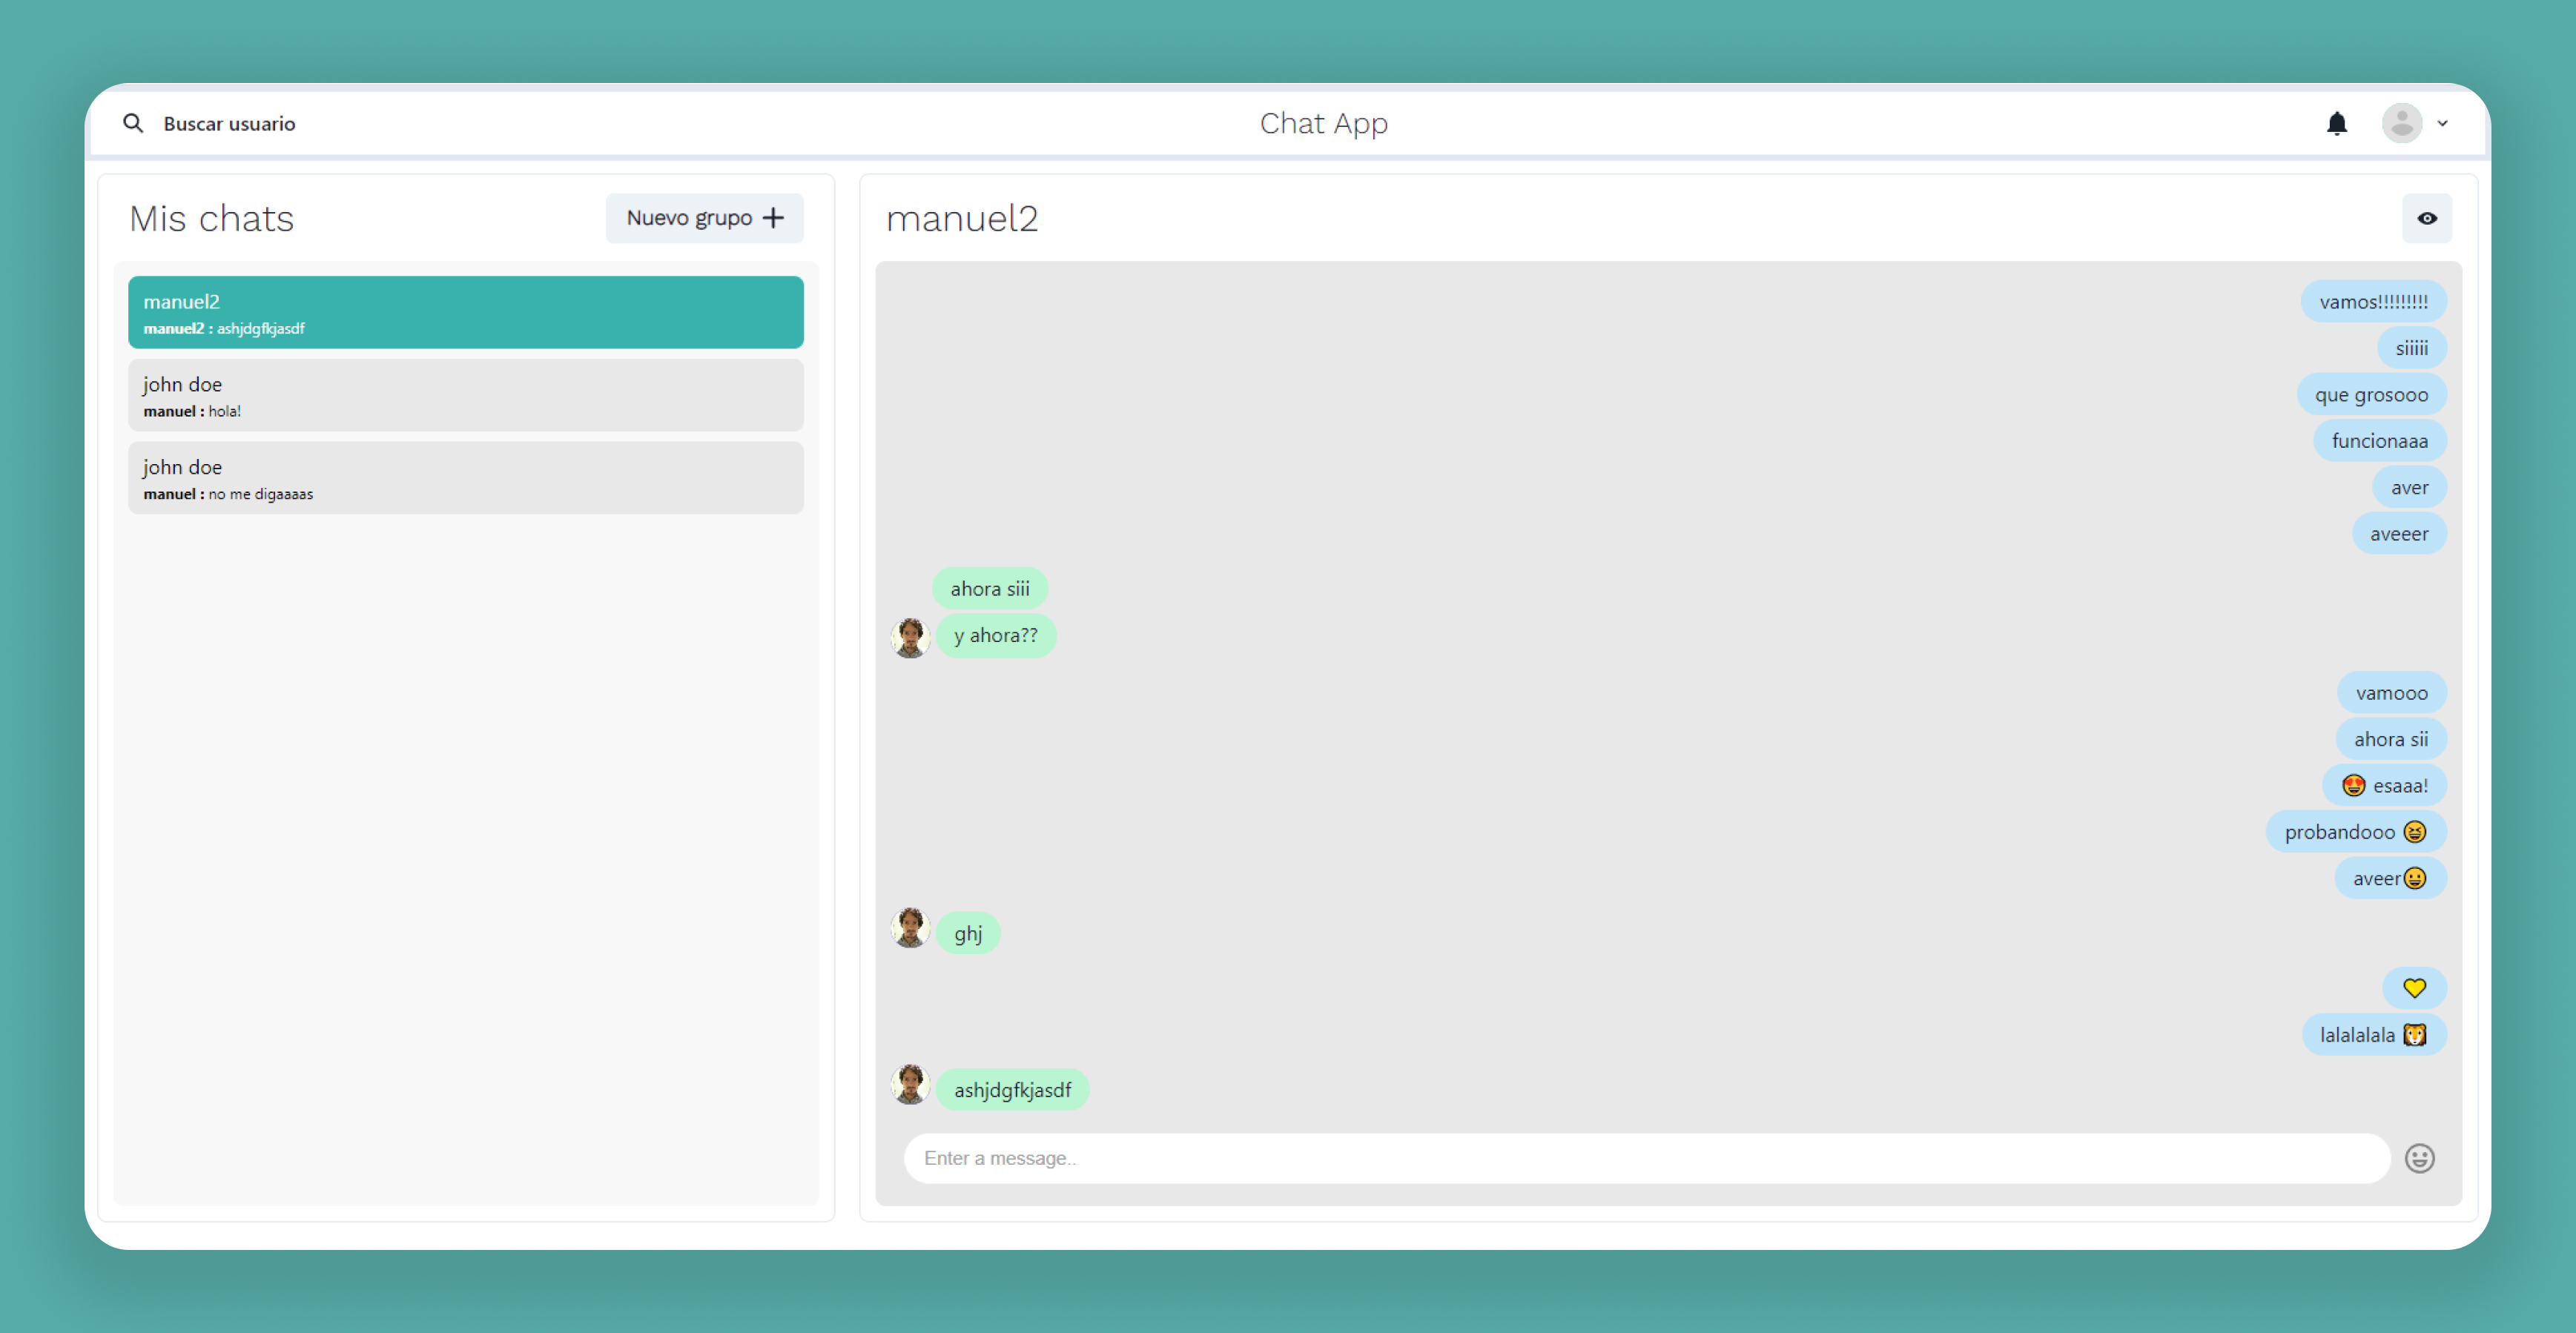 Buscar usuario
Chat App
Mis chats
Nuevo grupo
manuel2
manuel2 : ashjdgfkjasdf
john doe
manuel : hola!
john doe
manuel : no me digaaaas
manuel2
vamos!!!!!!!!!
siiiii
que grosooo
funcionaaa
aver
aveeer
ahora siii
y ahora??
vamooo
ahora sii
😍 esaaa!
probandooo 😆
aveer😀
ghj
💛
lalalalala 🦁
ashjdgfkjasdf
Enter a message..